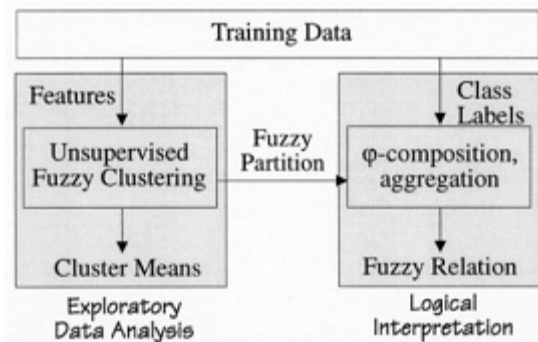 Training Data
Features
Class
Labels
Unsupervised
Fuzzy Clustering
Fuzzy
Partition
φ-composition,
aggregation
Cluster Means
Fuzzy Relation
Exploratory
Data Analysis
Logical
Interpretation